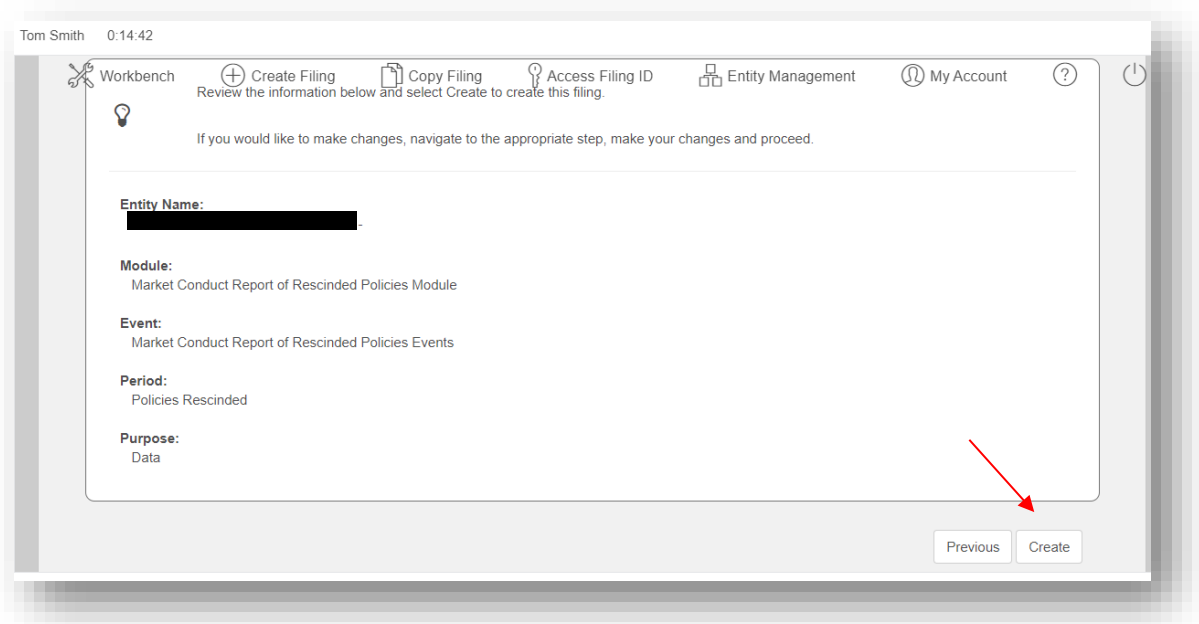 Tom Smith 0:14:42
Workbench Create Filing Copy Filing Access Filing ID Entity Management My Account ?
Review the information below and select Create to create this filing.
If you would like to make changes, navigate to the appropriate step, make your changes and proceed.
Entity Name:
Module:
Market Conduct Report of Rescinded Policies Module
Event:
Market Conduct Report of Rescinded Policies Events
Period:
Policies Rescinded
Purpose:
Data
Previous Create